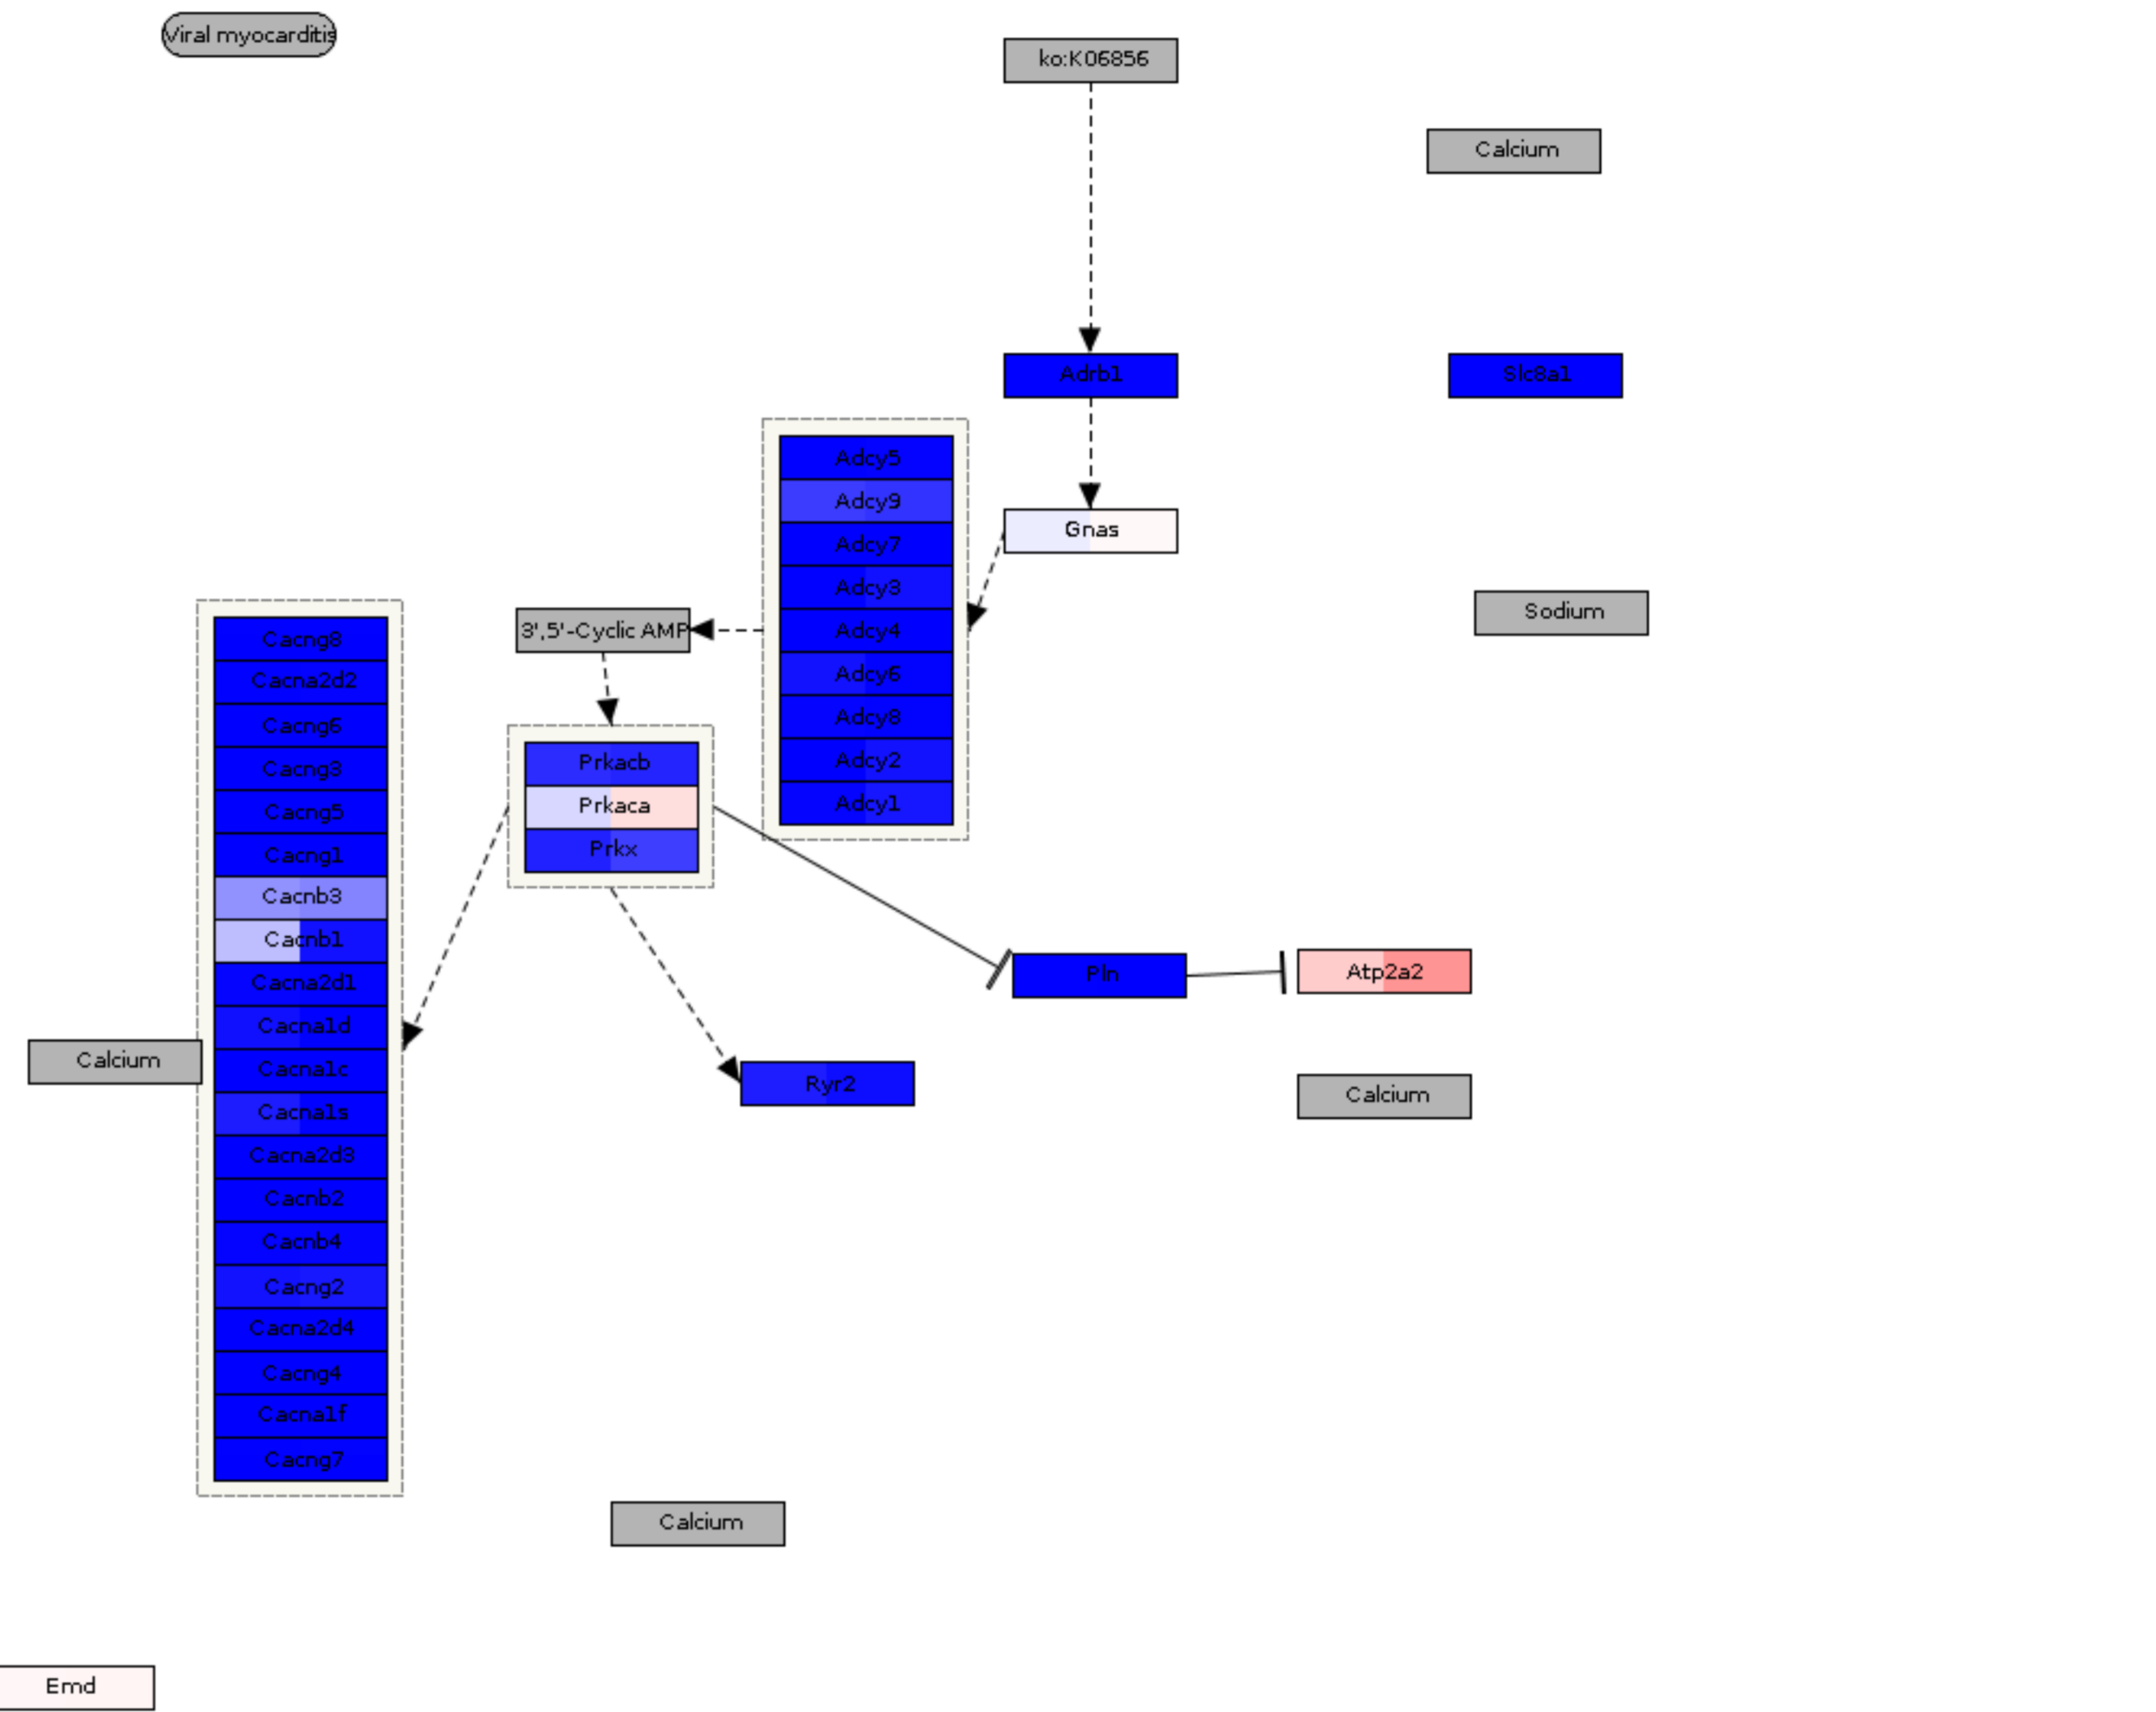 Viral myocarditis
ko:K06856
Calcium
Adrb1
Slc8a1
Adcy5
Adcy9
Adcy7
Adcy3
Adcy4
Adcy6
Adcy8
Adcy2
Adcy1
Gnas
Sodium
3',5'-Cyclic AMP
Prkacb
Prkaca
Prkx
Cacng8
Cacna2d2
Cacng6
Cacng3
Cacng5
Cacng1
Cacnb3
Cacnb1
Cacna2d1
Cacna1d
Cacna1c
Cacna1s
Cacna2d3
Cacnb2
Cacnb4
Cacng2
Cacna2d4
Cacng4
Cacna1f
Cacng7
Pln
Atp2a2
Calcium
Ryr2
Calcium
Calcium
Emd